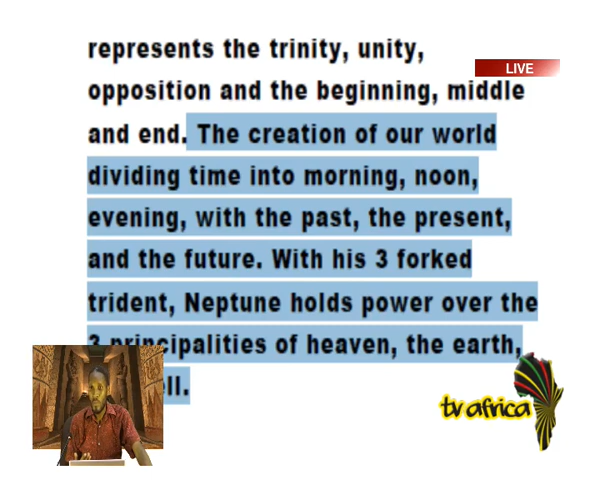 represents the trinity, unity,
LIVE
opposition and the beginning, middle
and end. The creation of our world
dividing time into morning, noon,
evening, with the past, the present,
and the future. With his 3 forked
trident, Neptune holds power over the
3 principalities of heaven, the earth,
ll.
tv africa